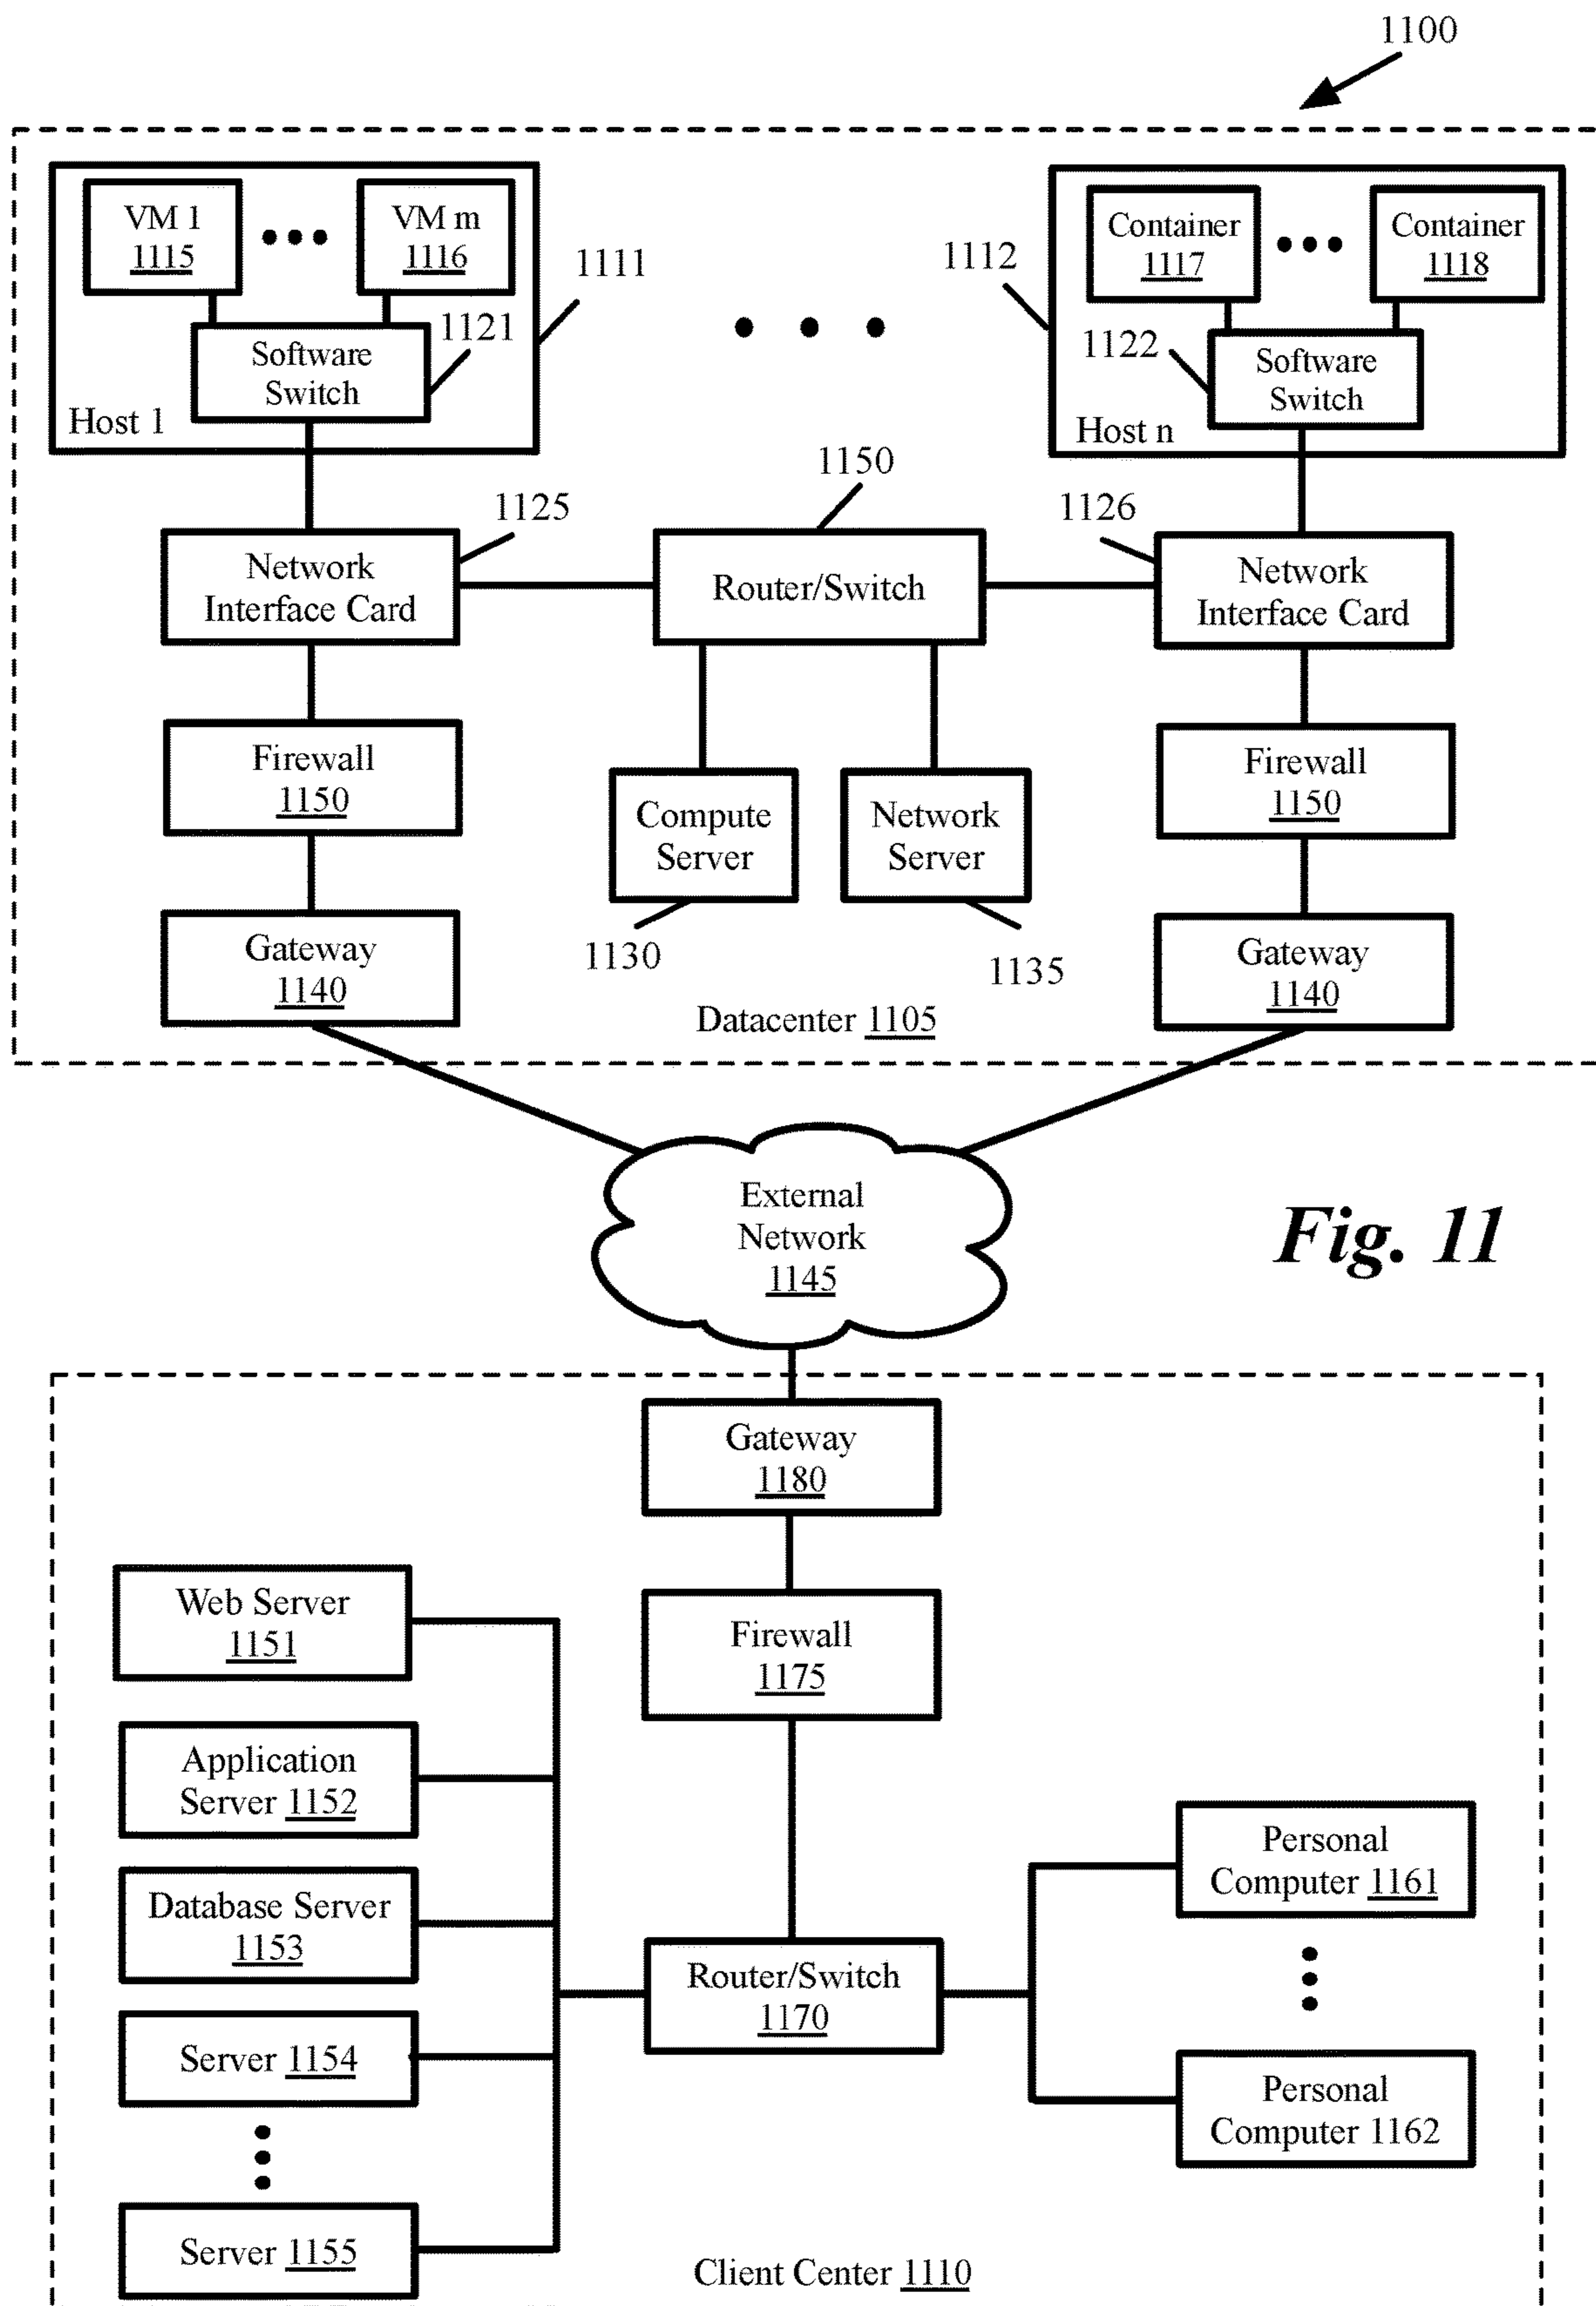 1100
VM 1
1115
VM m
1116
1111
1121
Software
Switch
Host 1
1112
Container
1117
Container
1118
1122
Software
Switch
Host n
1125
Network
Interface Card
1150
Router/Switch
1126
Network
Interface Card
Firewall
1150
Compute
Server
1130
Network
Server
1135
Firewall
1150
Gateway
1140
Gateway
1140
Datacenter 1105
External
Network
1145
Fig. 11
Gateway
1180
Firewall
1175
Web Server
1151
Application
Server 1152
Database Server
1153
Server 1154
Server 1155
Router/Switch
1170
Personal
Computer 1161
Personal
Computer 1162
Client Center 1110